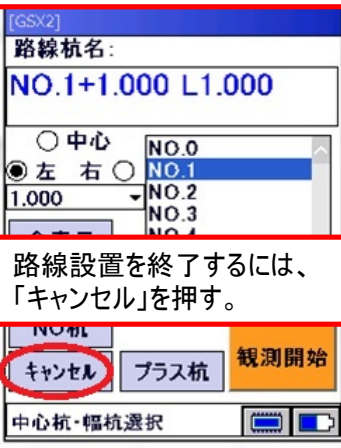 [GSX2]
路線杭名:
NO.1+1.000 L1.000
中心
左 右
NO.0
NO.1
1.000
NO.2
NO.3
路線設置を終了するには、
「キャンセル」を押す。
NO杭
キャンセル
プラス杭
観測開始
中心杭・幅杭選択